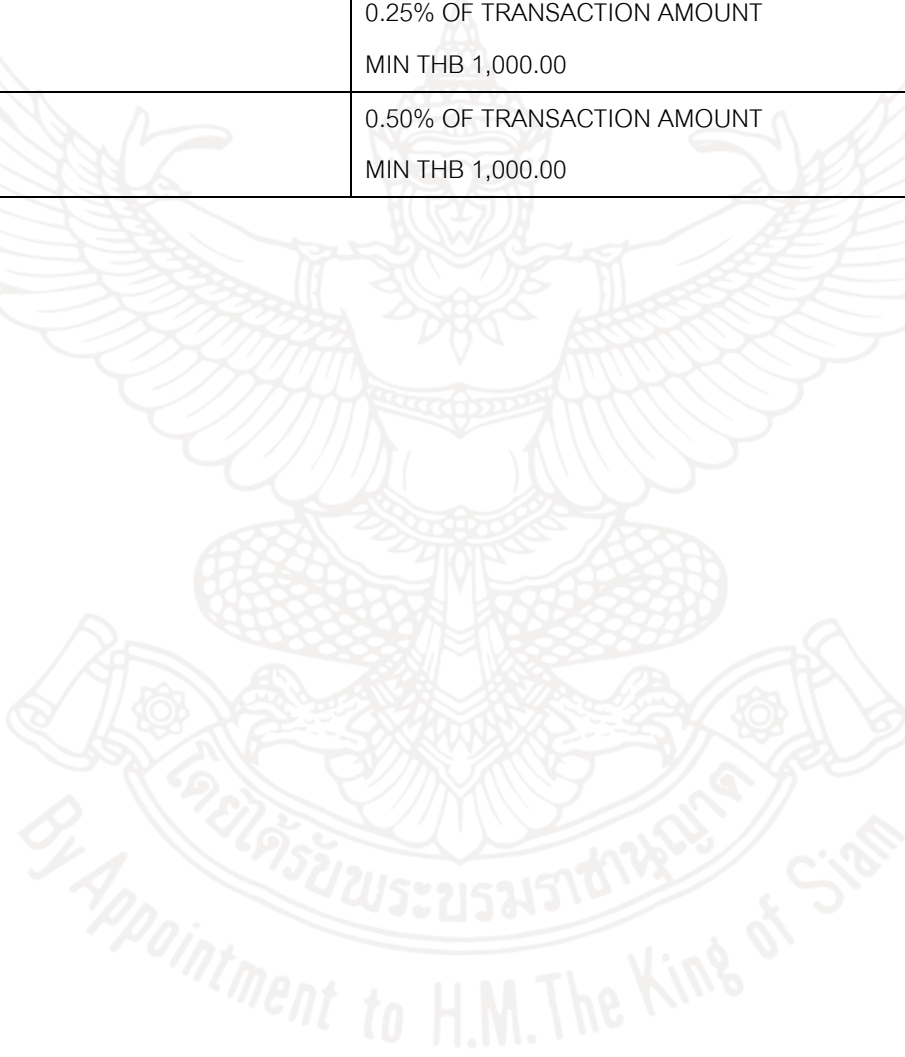 0.25% OF TRANSACTION AMOUNT
MIN THB 1,000.00
0.50% OF TRANSACTION AMOUNT
MIN THB 1,000.00
โดยได้รับพระบรมราชานุญาต
By Appointment to H.M. The King of Siam